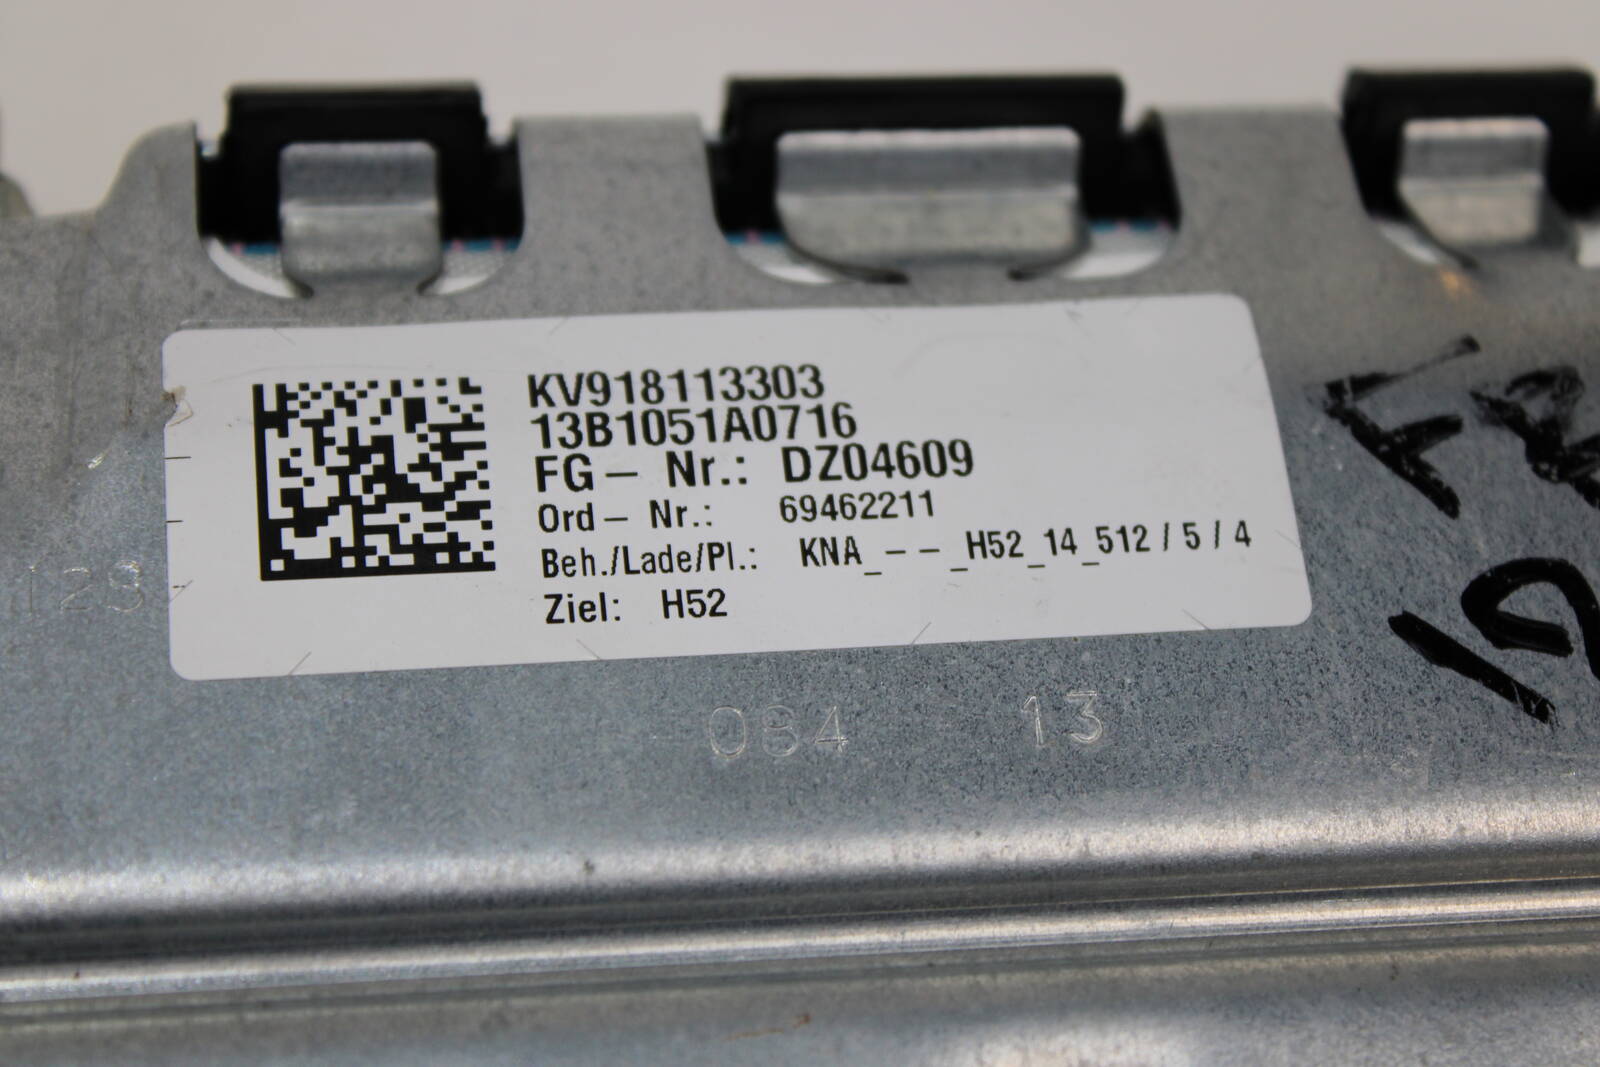 KV918113303
13B1051A0716
FG- Nr.: DZ04609
Ord- Nr.: 69462211
Beh./Lade/Pl.: KNA_--_H52_14_512/5/4
Ziel: H52
123
084 13